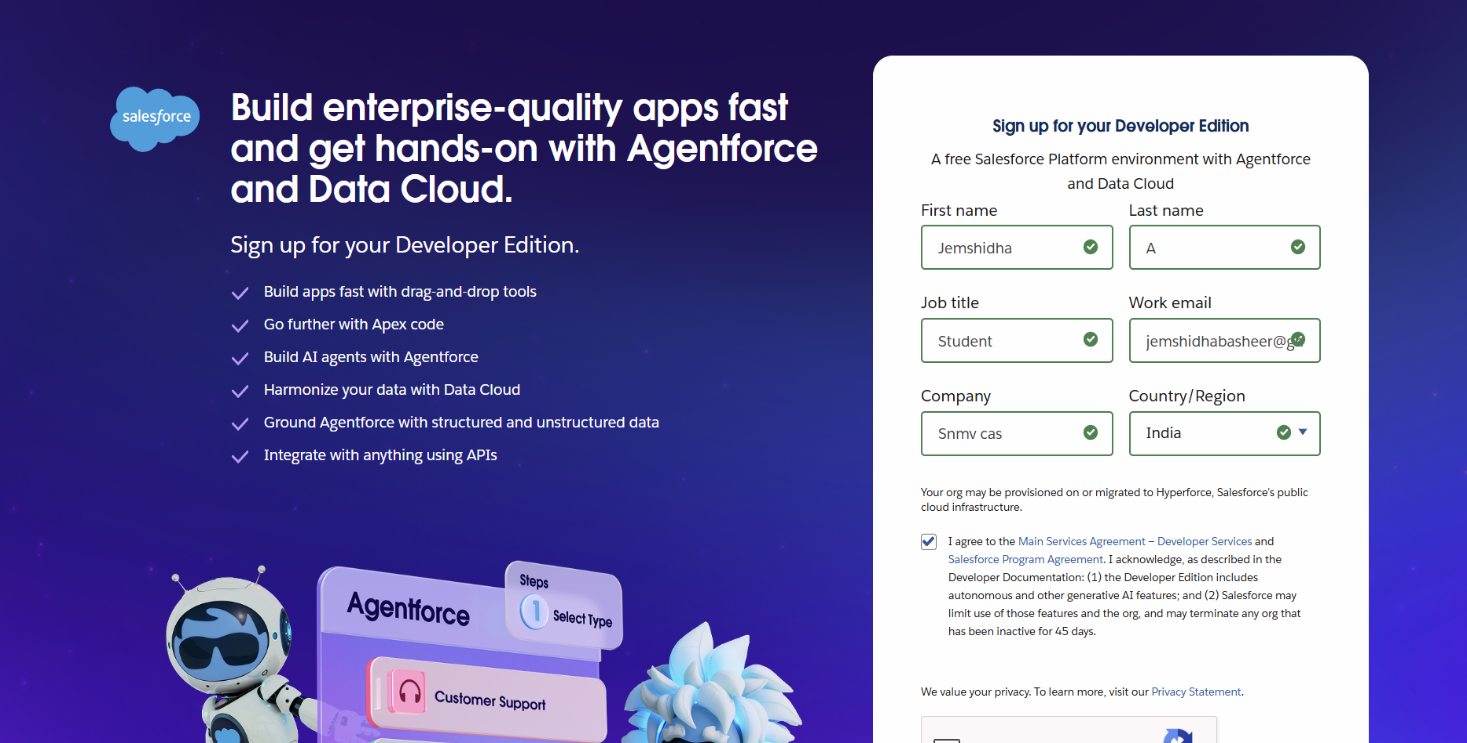 salesforce
Build enterprise-quality apps fast
and get hands-on with Agentforce
and Data Cloud.
Sign up for your Developer Edition.
Build apps fast with drag-and-drop tools
Go further with Apex code
Build AI agents with Agentforce
Harmonize your data with Data Cloud
Ground Agentforce with structured and unstructured data
Integrate with anything using APIs
Agentforce
Steps
1 Select Type
Customer Support
Sign up for your Developer Edition
A free Salesforce Platform environment with Agentforce
and Data Cloud
First name Last name
Jemshidha A
Job title Work email
Student jemshidhabasheer@
Company Country/Region
Snmv cas India
Your org may be provisioned on or migrated to Hyperforce, Salesforce's public
cloud infrastructure.
I agree to the Main Services Agreement – Developer Services and
Salesforce Program Agreement. I acknowledge, as described in the
Developer Documentation: (1) the Developer Edition includes
autonomous and other generative AI features; and (2) Salesforce may
limit use of those features and the org, and may terminate any org that
has been inactive for 45 days.
We value your privacy. To learn more, visit our Privacy Statement.